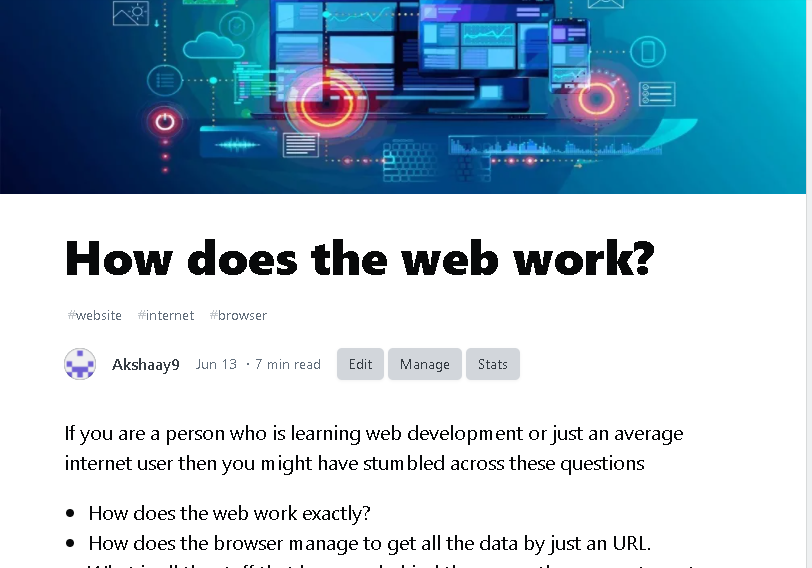 How does the web work?
#website #internet #browser
Akshaay9 Jun 13 · 7 min read Edit Manage Stats
If you are a person who is learning web development or just an average
internet user then you might have stumbled across these questions
• How does the web work exactly?
• How does the browser manage to get all the data by just an URL.